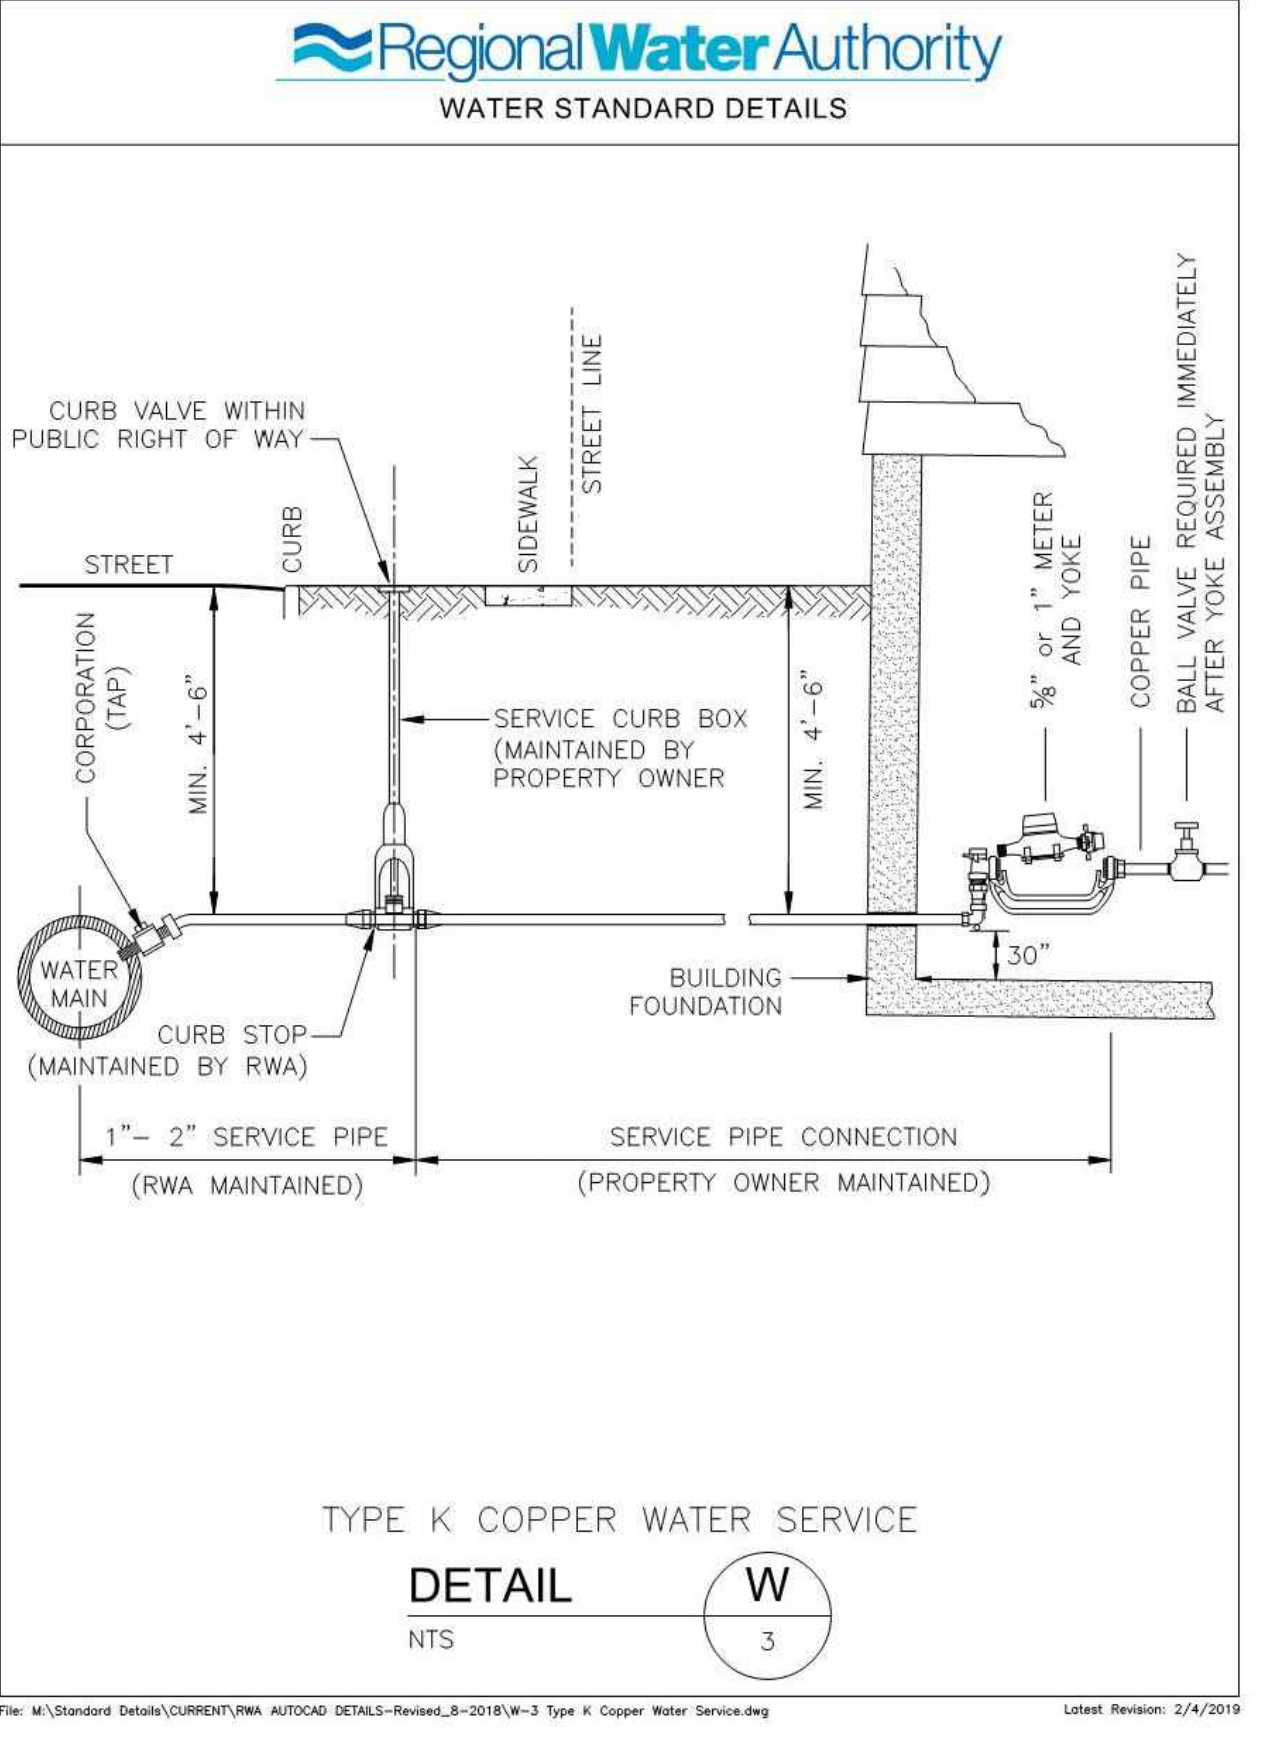 Regional Water Authority
WATER STANDARD DETAILS
CURB VALVE WITHIN
PUBLIC RIGHT OF WAY
STREET
CURB
SIDEWALK
STREET LINE
CORPORATION
(TAP)
MIN. 4'-6"
SERVICE CURB BOX
(MAINTAINED BY
PROPERTY OWNER
MIN. 4'-6"
5/8" or 1" METER
AND YOKE
COPPER PIPE
BALL VALVE REQUIRED IMMEDIATELY
AFTER YOKE ASSEMBLY
WATER
MAIN
30"
BUILDING
FOUNDATION
CURB STOP
(MAINTAINED BY RWA)
1"- 2" SERVICE PIPE
(RWA MAINTAINED)
SERVICE PIPE CONNECTION
(PROPERTY OWNER MAINTAINED)
TYPE K COPPER WATER SERVICE
DETAIL
NTS
W
3
File: M:\Standard Details\CURRENT\RWA AUTOCAD DETAILS-Revised_8-2018\W-3 Type K Copper Water Service.dwg
Latest Revision: 2/4/2019